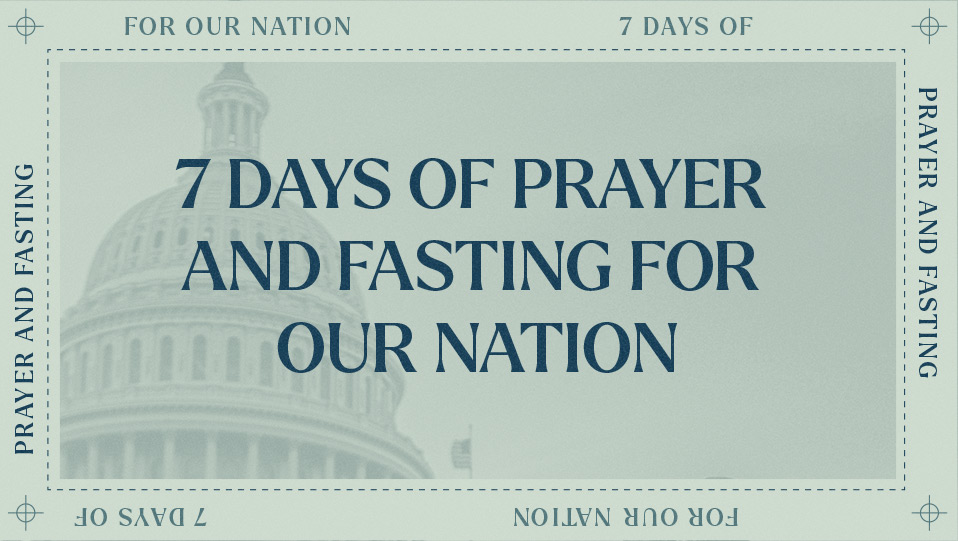 FOR OUR NATION
7 DAYS OF
PRAYER AND FASTING
7 DAYS OF PRAYER
AND FASTING FOR
OUR NATION
PRAYER AND FASTING
7 DAYS OF
FOR OUR NATION